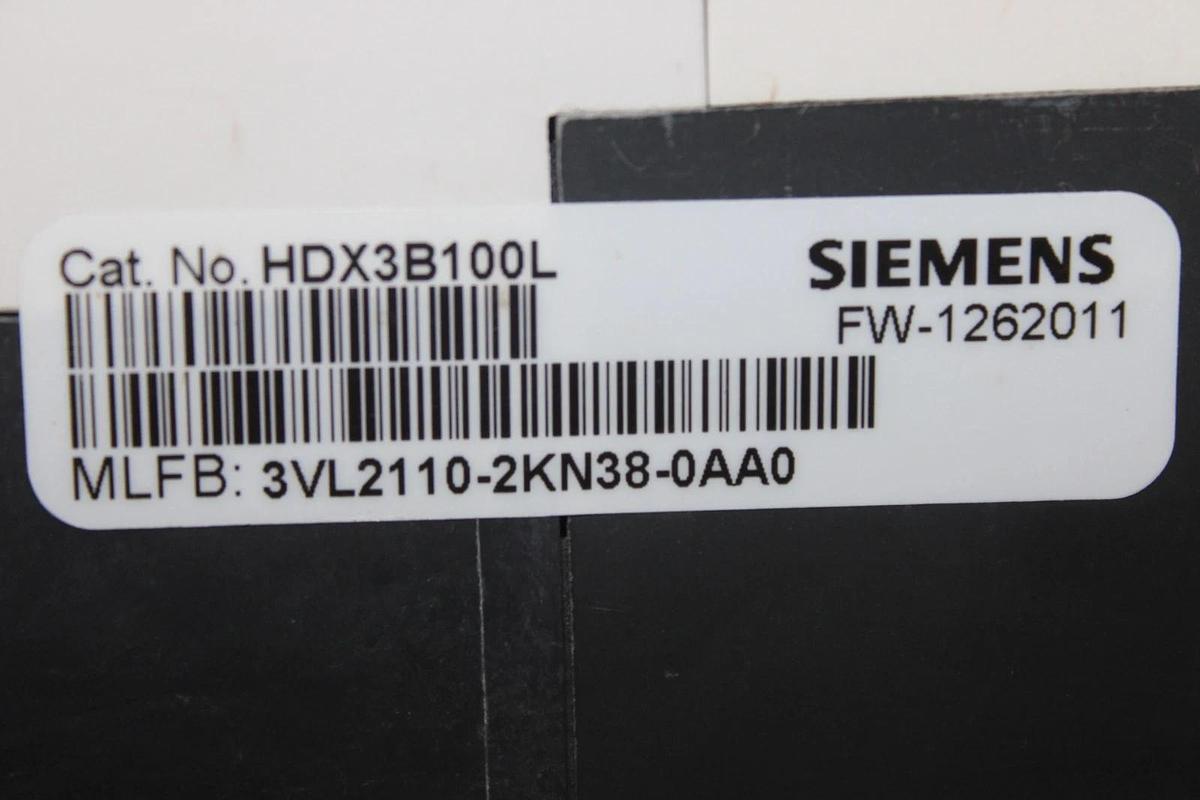 Cat. No. HDX3B100L
SIEMENS
FW-1262011
MLFB: 3VL2110-2KN38-0AA0